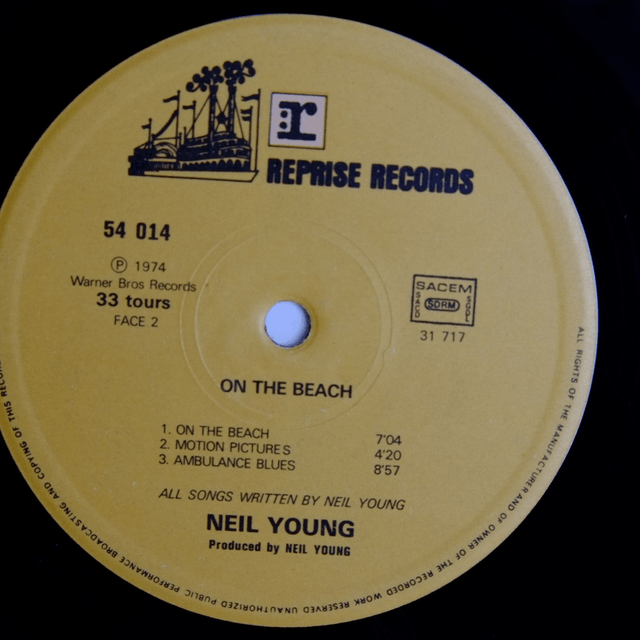 r
REPRISE RECORDS
54 014
Ⓟ 1974
Warner Bros Records
33 tours
FACE 2
SACEM
SACD SDRM SGDL
31 717
ON THE BEACH
1. ON THE BEACH 7'04
2. MOTION PICTURES 4'20
3. AMBULANCE BLUES 8'57
ALL SONGS WRITTEN BY NEIL YOUNG
NEIL YOUNG
Produced by NEIL YOUNG
ALL RIGHTS OF THE MANUFACTURER AND OF OWNER OF THE RECORDED WORK RESERVED UNAUTHORIZED PUBLIC PERFORMANCE BROADCASTING AND COPYING OF THIS RECORD